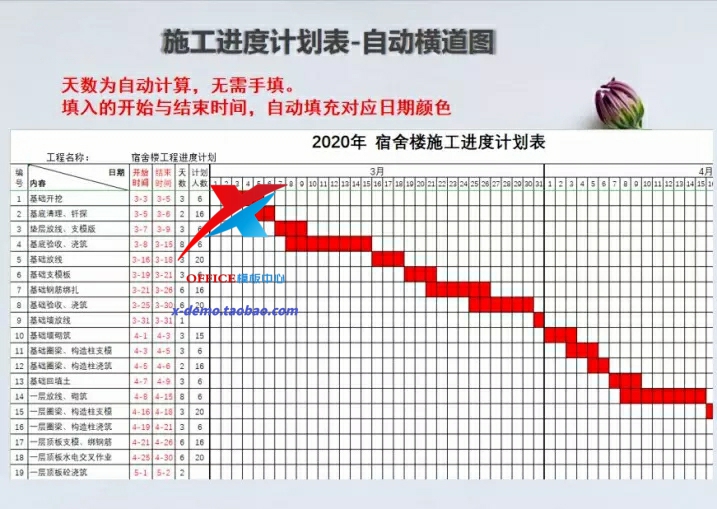 施工进度计划表-自动横道图
天数为自动计算，无需手填。
填入的开始与结束时间，自动填充对应日期颜色
2020年 宿舍楼施工进度计划表
工程名称： 宿舍楼工程进度计划
编号 日期 内容 开始时间 结束时间 天数 计划人数 3月 4月
1 2 3 4 5 6 7 8 9 10 11 12 13 14 15 16 17 18 19 20 21 22 23 24 25 26 27 28 29 30 31 1 2 3 4 5 6 7 8 9 10 11 12 13 14 15
1 基础开挖 3-3 3-5 3 6
2 基底清理、钎探 3-5 3-6 2 16
3 垫层放线、支模版 3-7 3-9 3 6
4 基底验收、浇筑 3-8 3-15 8 6
5 基础放线 3-16 3-18 3
6 基础支模板 3-19 3-21 3 6
7 基础钢筋绑扎 3-21 3-26 6 16
8 基础验收、浇筑 3-25 3-30 6 20
9 基础墙放线 3-31 3-31 1
10 基础墙砌筑 4-1 4-3 3 15
11 基础圈梁、构造柱支模 4-3 4-5 3 6
12 基础圈梁、构造柱浇筑 4-5 4-6 2 16
13 基础回填土 4-7 4-9 3 6
14 一层放线、砌筑 4-8 4-15 8 6
15 一层圈梁、构造柱支模 4-16 4-18 3 20
16 一层圈梁、构造柱浇筑 4-19 4-21 3 6
17 一层顶板支模、绑钢筋 4-21 4-26 6 16
18 一层顶板水电交叉作业 4-25 4-30 6 20
19 一层顶板砼浇筑 5-1 5-2 2
OFFICE模版中心
x-demo.taobao.com